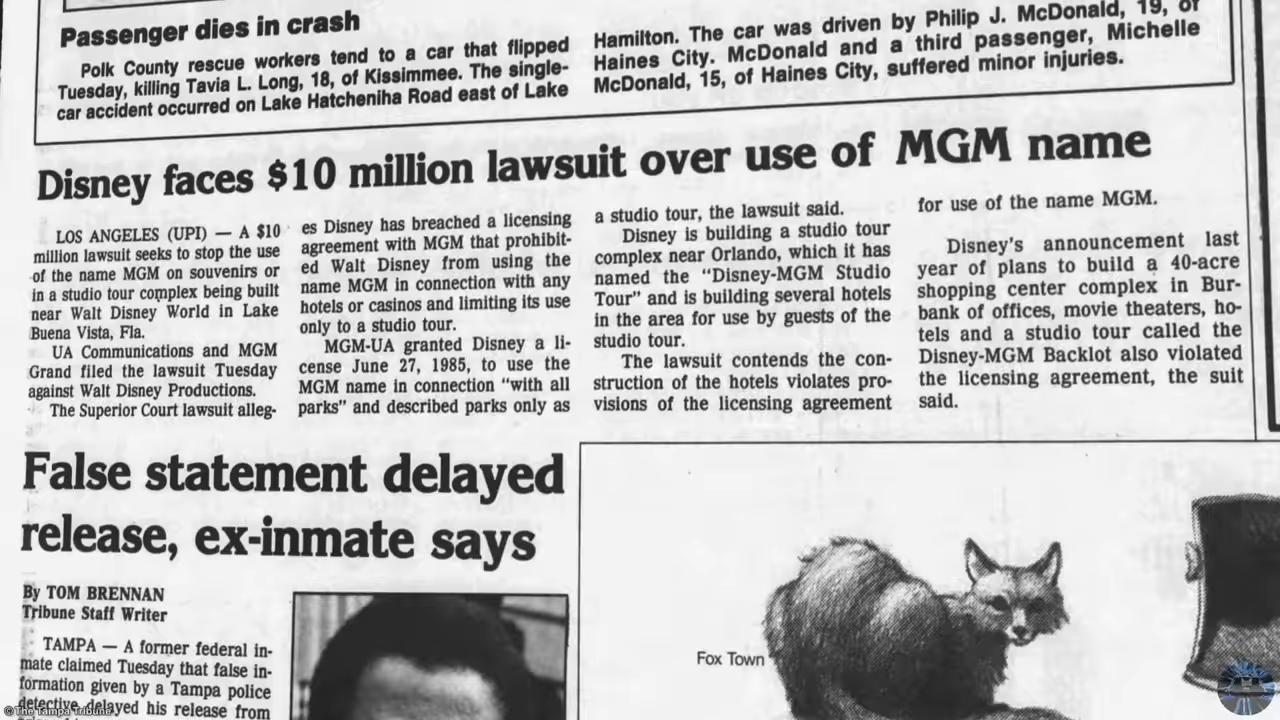 Passenger dies in crash
Polk County rescue workers tend to a car that flipped
Tuesday, killing Tavia L. Long, 18, of Kissimmee. The single-
car accident occurred on Lake Hatcheniha Road east of Lake
Hamilton. The car was driven by Philip J. McDonald, 19, of
Haines City. McDonald and a third passenger, Michelle
McDonald, 15, of Haines City, suffered minor injuries.
Disney faces $10 million lawsuit over use of MGM name
LOS ANGELES (UPI) — A $10
million lawsuit seeks to stop the use
of the name MGM on souvenirs or
in a studio tour complex being built
near Walt Disney World in Lake
Buena Vista, Fla.
UA Communications and MGM
Grand filed the lawsuit Tuesday
against Walt Disney Productions.
The Superior Court lawsuit alleg-
es Disney has breached a licensing
agreement with MGM that prohibit-
ed Walt Disney from using the
name MGM in connection with any
hotels or casinos and limiting its use
only to a studio tour.
MGM-UA granted Disney a li-
cense June 27, 1985, to use the
MGM name in connection "with all
parks" and described parks only as
a studio tour, the lawsuit said.
Disney is building a studio tour
complex near Orlando, which it has
named the "Disney-MGM Studio
Tour" and is building several hotels
in the area for use by guests of the
studio tour.
The lawsuit contends the con-
struction of the hotels violates pro-
visions of the licensing agreement
for use of the name MGM.
Disney's announcement last
year of plans to build a 40-acre
shopping center complex in Bur-
bank of offices, movie theaters, ho-
tels and a studio tour called the
Disney-MGM Backlot also violated
the licensing agreement, the suit
said.
False statement delayed
release, ex-inmate says
By TOM BRENNAN
Tribune Staff Writer
TAMPA — A former federal in-
mate claimed Tuesday that false in-
formation given by a Tampa police
detective delayed his release from
Fox Town
© The Tampa Tribune